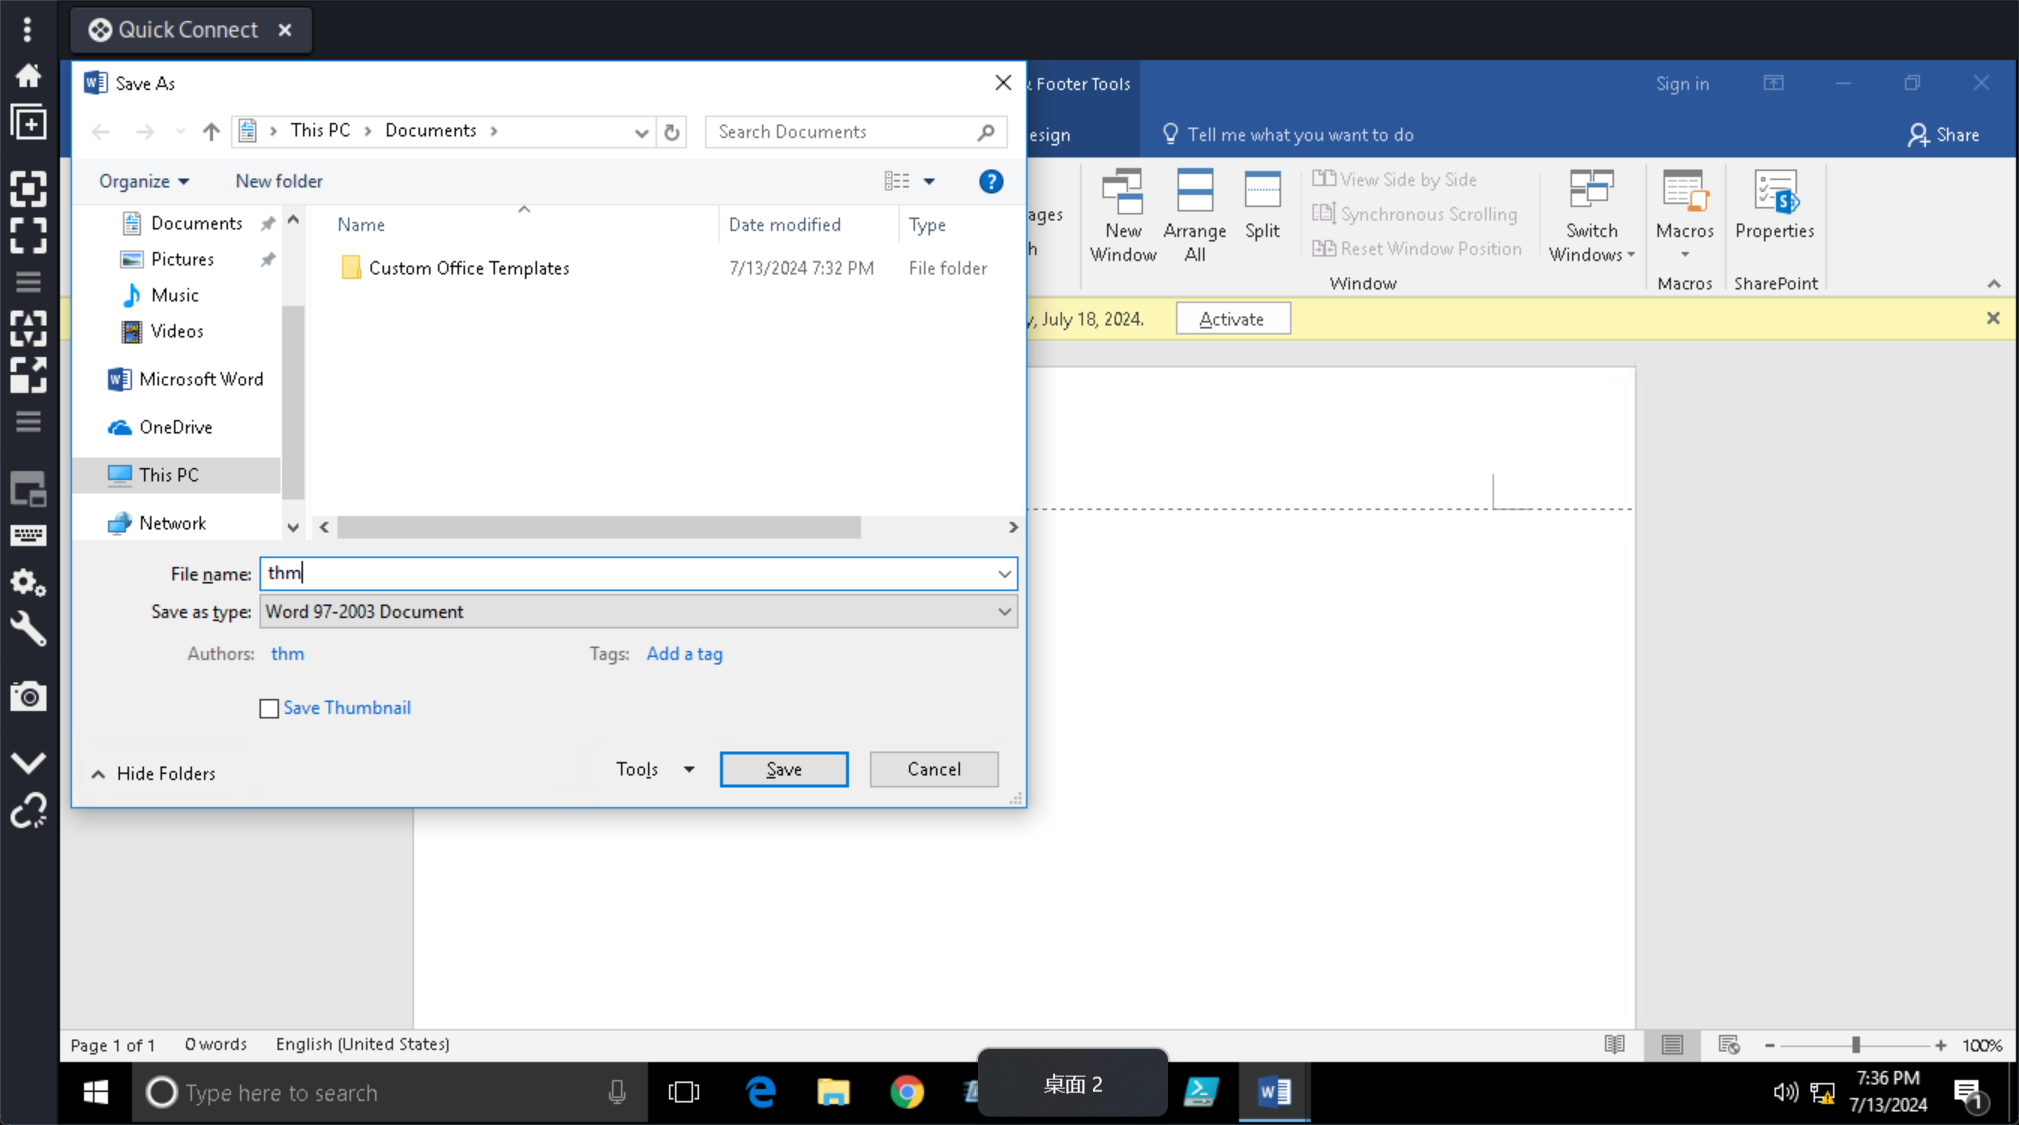 Quick Connect
Save As
Footer Tools
Sign in
This PC
Documents
Search Documents
esign
Tell me what you want to do
Share
Organize
New folder
Documents
Pictures
Music
Videos
Microsoft Word
OneDrive
This PC
Network
Name
Date modified
Type
Custom Office Templates
7/13/2024 7:32 PM
File folder
ages
h
New Window
Arrange All
Split
View Side by Side
Synchronous Scrolling
Reset Window Position
Switch Windows
Window
Macros
Macros
Properties
SharePoint
y, July 18, 2024.
Activate
File name: thm
Save as type: Word 97-2003 Document
Authors: thm
Tags: Add a tag
Save Thumbnail
Hide Folders
Tools
Save
Cancel
Page 1 of 1
0 words
English (United States)
100%
Type here to search
桌面 2
7:36 PM
7/13/2024
1